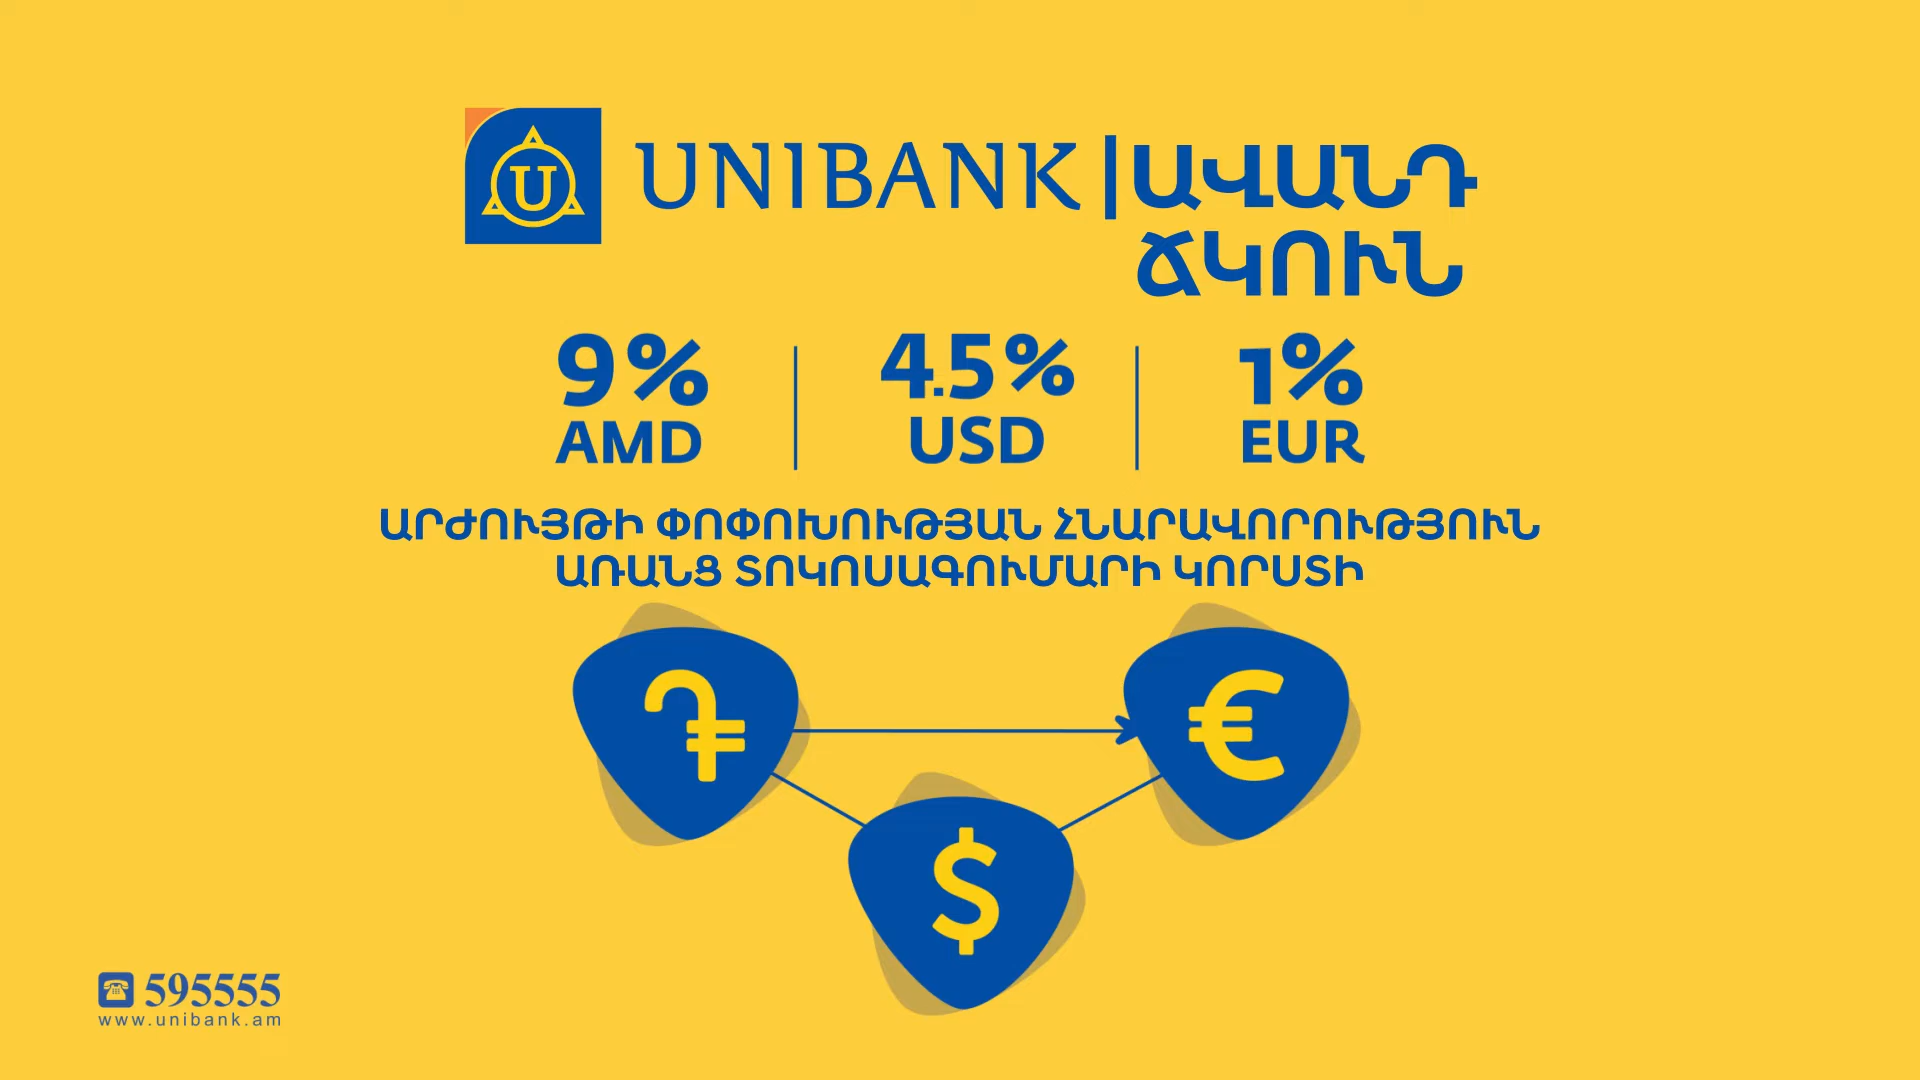 UNIBANK | ԱՎԱՆԴ
ՃԿՈՒՆ
9% 4.5% 1%
AMD USD EUR
ԱՐԺՈՒՅԹԻ ՓՈՓՈԽՈՒԹՅԱՆ ՀՆԱՐԱՎՈՐՈՒԹՅՈՒՆ
ԱՌԱՆՑ ՏՈԿՈՍԱԳՈՒՄԱՐԻ ԿՈՐՍՏԻ
֏ €
$
595555
www.unibank.am